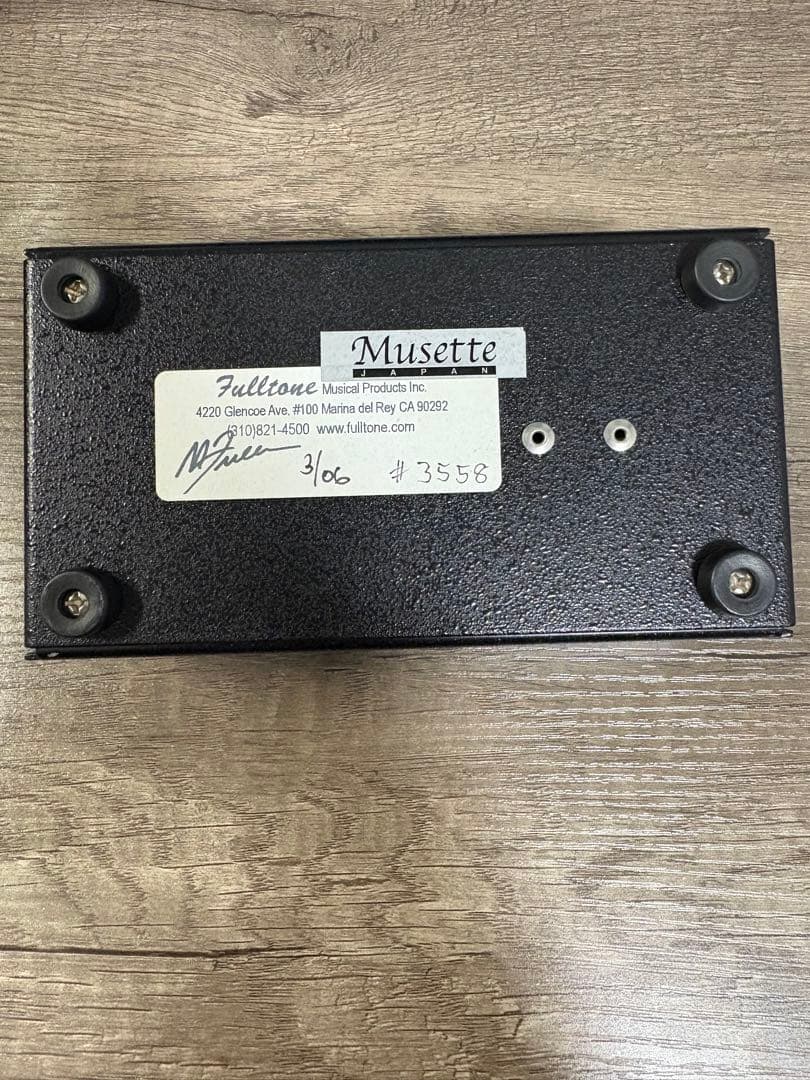 Musette
JAPAN
Fulltone Musical Products Inc.
4220 Glencoe Ave, #100 Marina del Rey CA 90292
(310)821-4500 www.fulltone.com
3/06 #3558